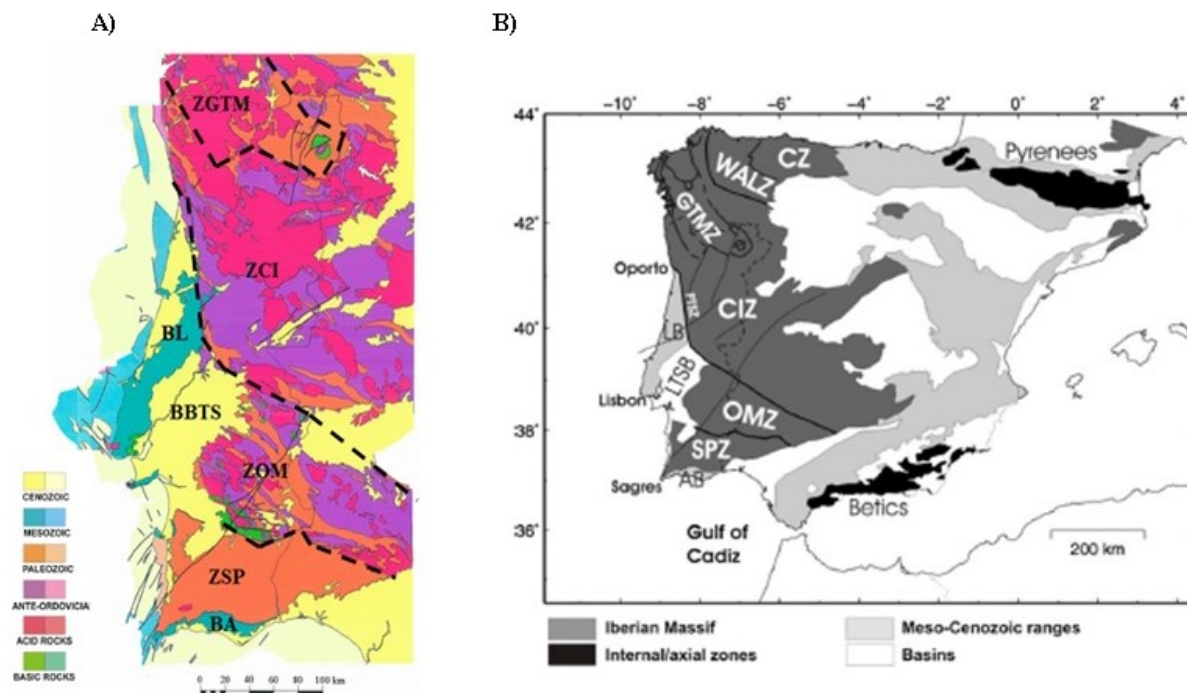 A)
ZGTM
ZCI
BL
BBTS
ZOM
ZSP
BA
CENOZOIC
MESOZOIC
PALEOZOIC
ANTE-ORDOVICIA
ACID ROCKS
BASIC ROCKS
0 20 40 60 80 100 km
B)
−10° −8° −6° −4° −2° 0° 2° 4°
44°
42°
40°
38°
36°
CZ
WALZ
GTMZ
Pyrenees
Oporto
PTSZ
CIZ
LB
LTSB
Lisbon
OMZ
SPZ
Sagres
AB
Betics
Gulf of
Cadiz
200 km
Iberian Massif
Internal/axial zones
Meso-Cenozoic ranges
Basins